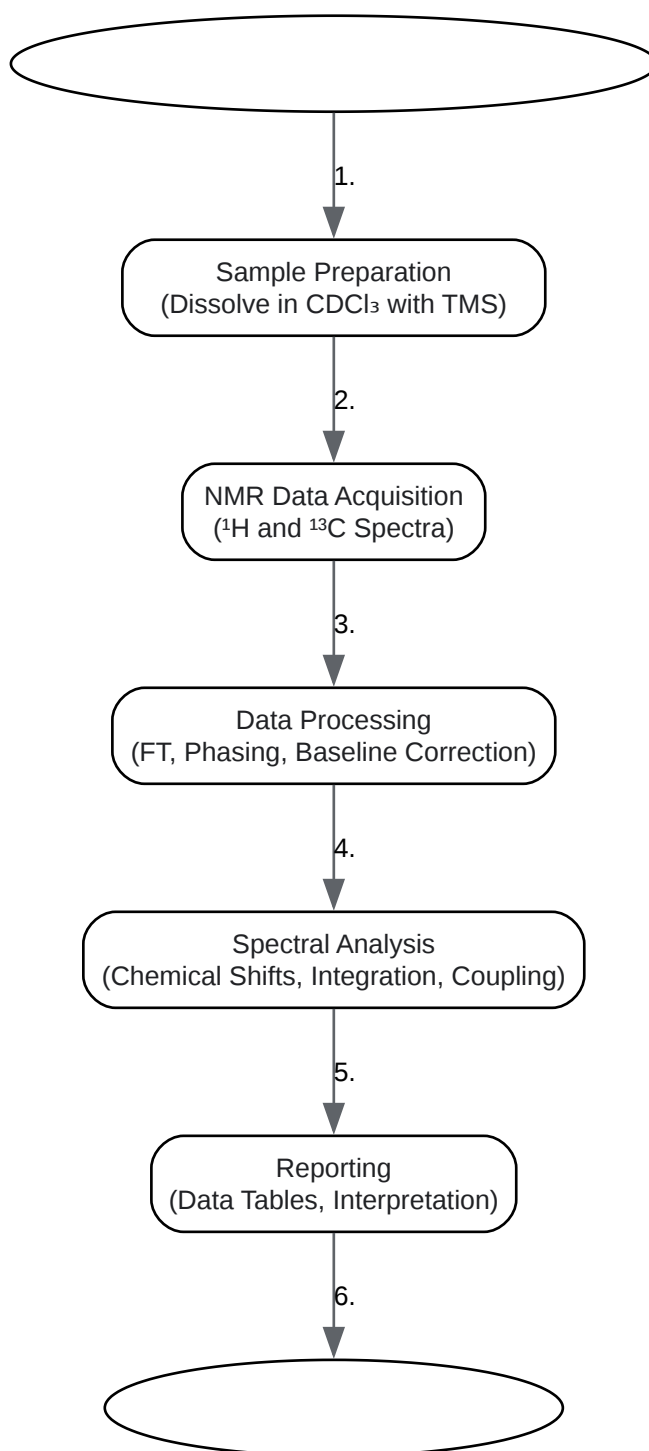 1.
Sample Preparation
(Dissolve in CDCl₃ with TMS)
2.
NMR Data Acquisition
(¹H and ¹³C Spectra)
3.
Data Processing
(FT, Phasing, Baseline Correction)
4.
Spectral Analysis
(Chemical Shifts, Integration, Coupling)
5.
Reporting
(Data Tables, Interpretation)
6.